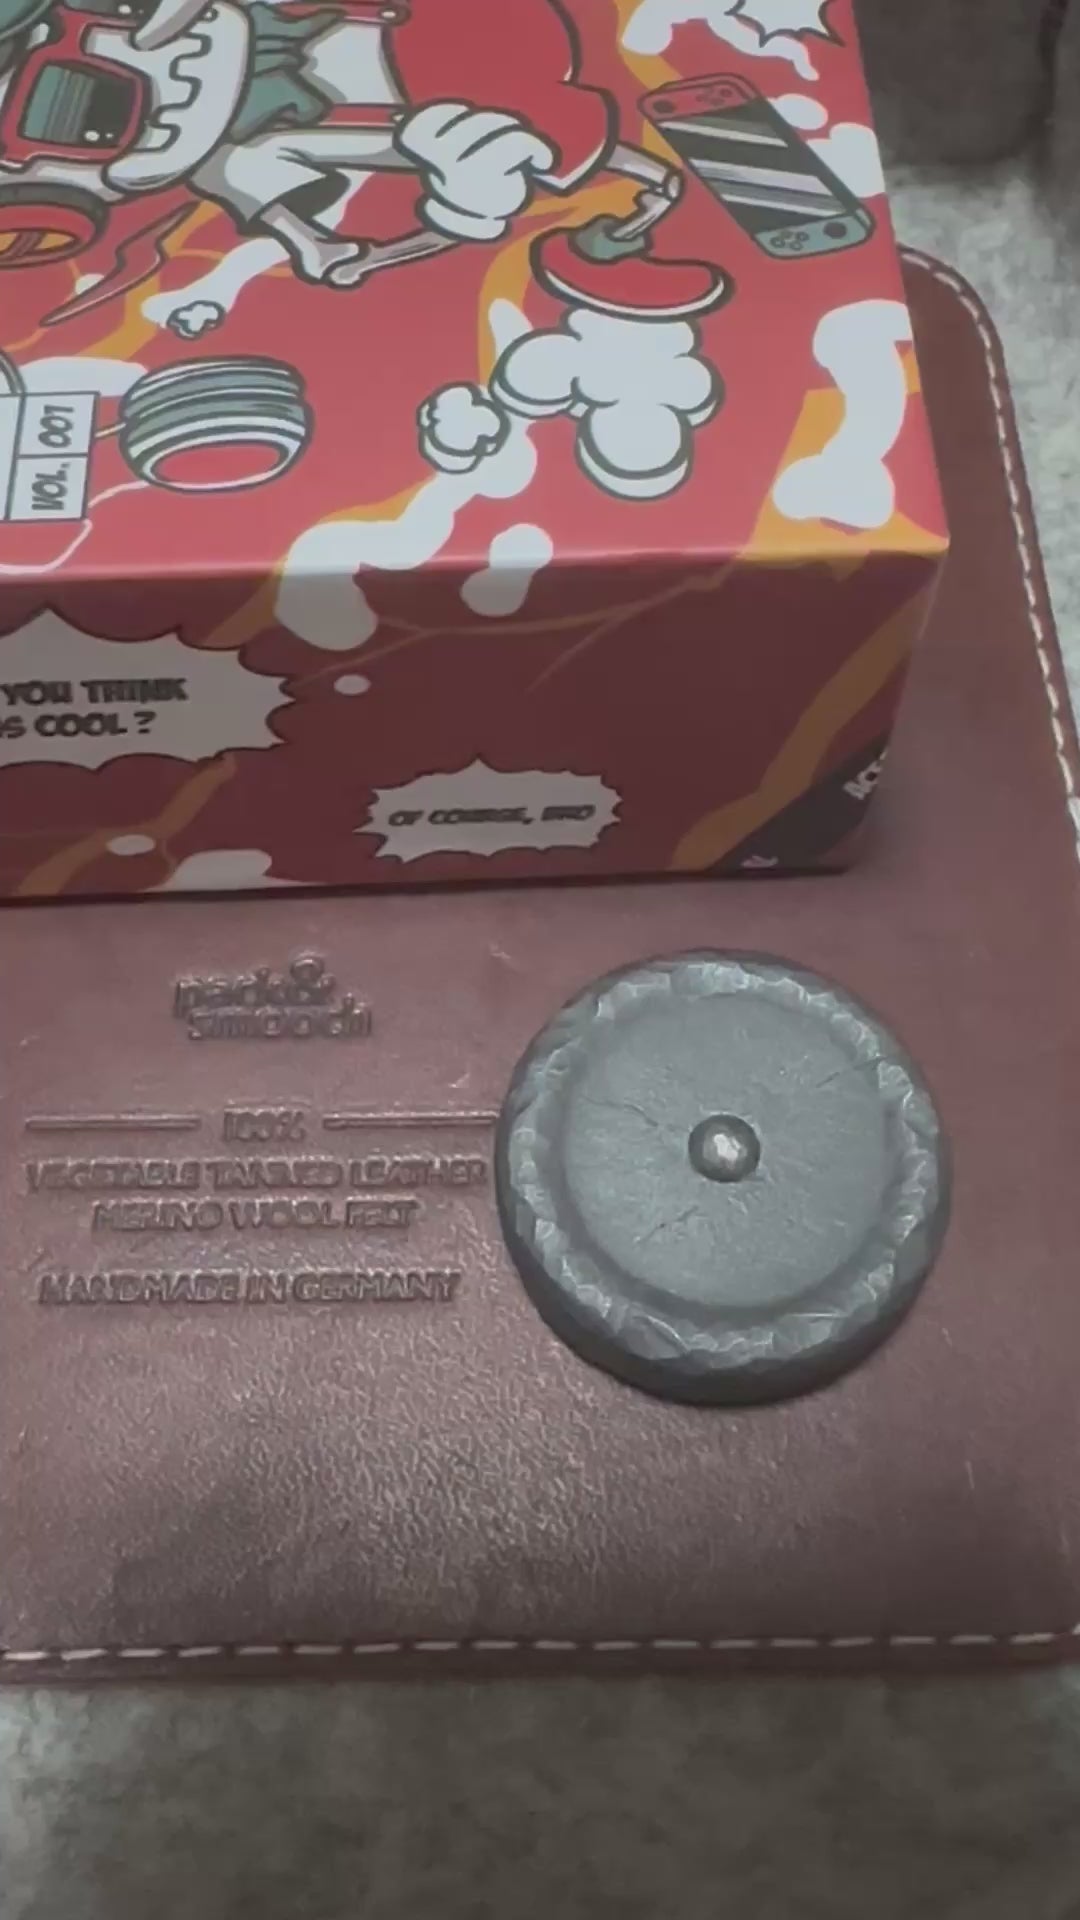 VOL. 001
YOU THINK
S COOL?
OF COURSE, BRO
pack&
smooch
100%
VEGETABLE TANNED LEATHER
MERINO WOOL FELT
HANDMADE IN GERMANY